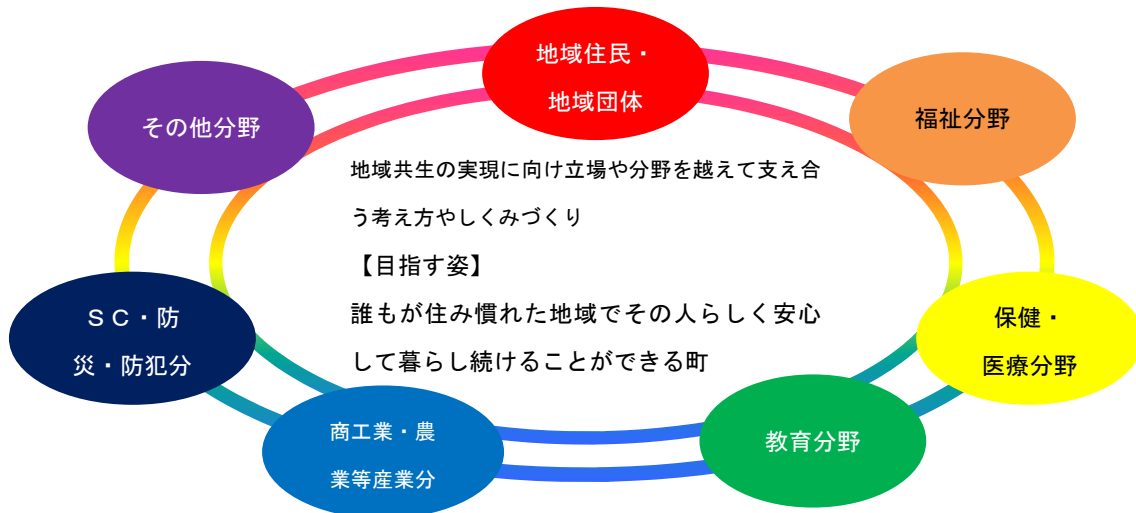 地域住民・
地域団体
その他分野
福祉分野
地域共生の実現に向け立場や分野を越えて支え合
う考え方やしくみづくり
【目指す姿】
誰もが住み慣れた地域でその人らしく安心
して暮らし続けることができる町
ＳＣ・防
災・防犯分
保健・
医療分野
商工業・農
業等産業分
教育分野